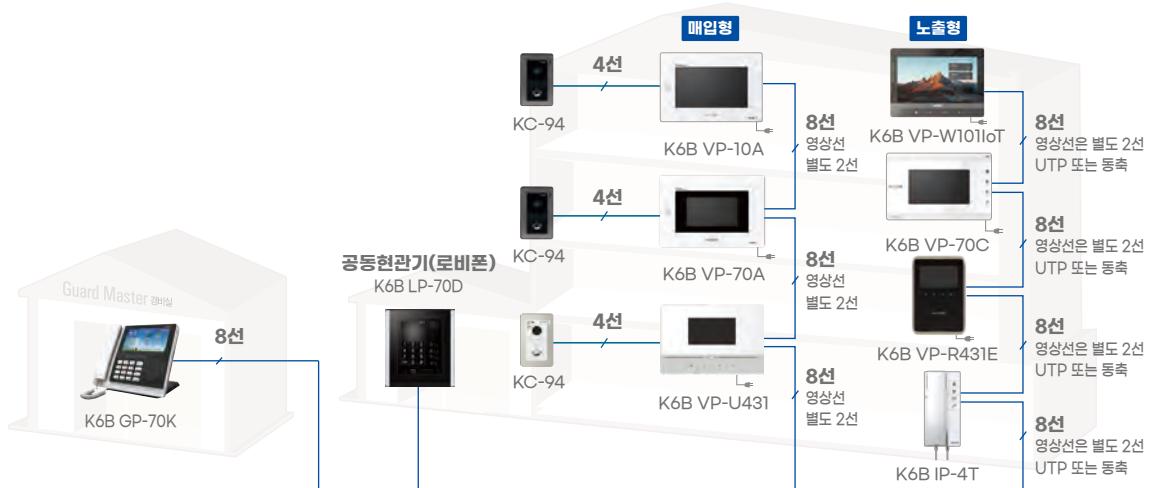 매입형
노출형
4선
KC-94
K6B VP-10A
8선
영상선
별도 2선
K6B VP-W101IoT
8선
영상선은 별도 2선
UTP 또는 동축
4선
KC-94
K6B VP-70A
8선
영상선
별도 2선
K6B VP-70C
8선
영상선은 별도 2선
UTP 또는 동축
공동현관기(로비폰)
K6B LP-70D
4선
KC-94
K6B VP-U431
8선
영상선
별도 2선
K6B VP-R431E
8선
영상선은 별도 2선
UTP 또는 동축
K6B IP-4T
8선
영상선은 별도 2선
UTP 또는 동축
Guard Master 경비실
8선
K6B GP-70K